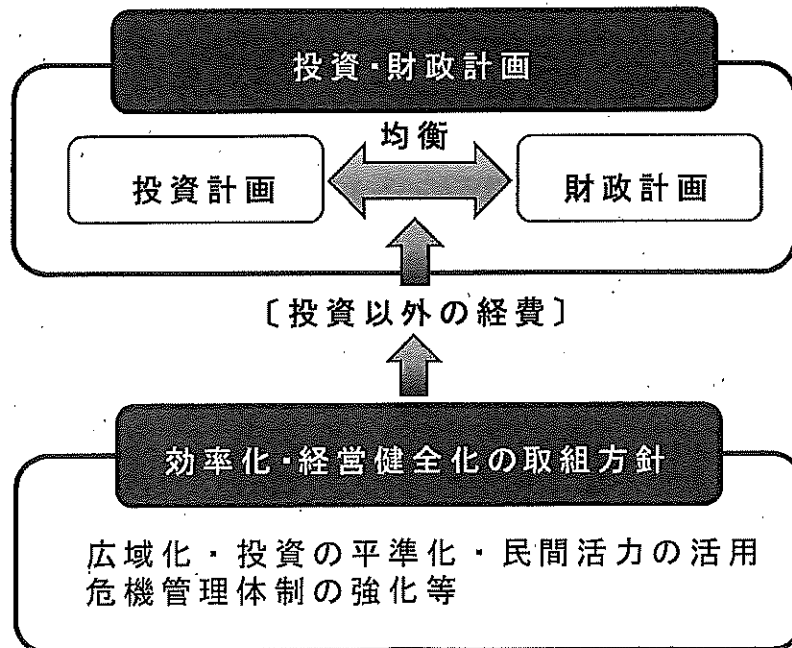 投資・財政計画
均衡
投資計画
財政計画
〔投資以外の経費〕
効率化・経営健全化の取組方針
広域化・投資の平準化・民間活力の活用
危機管理体制の強化等